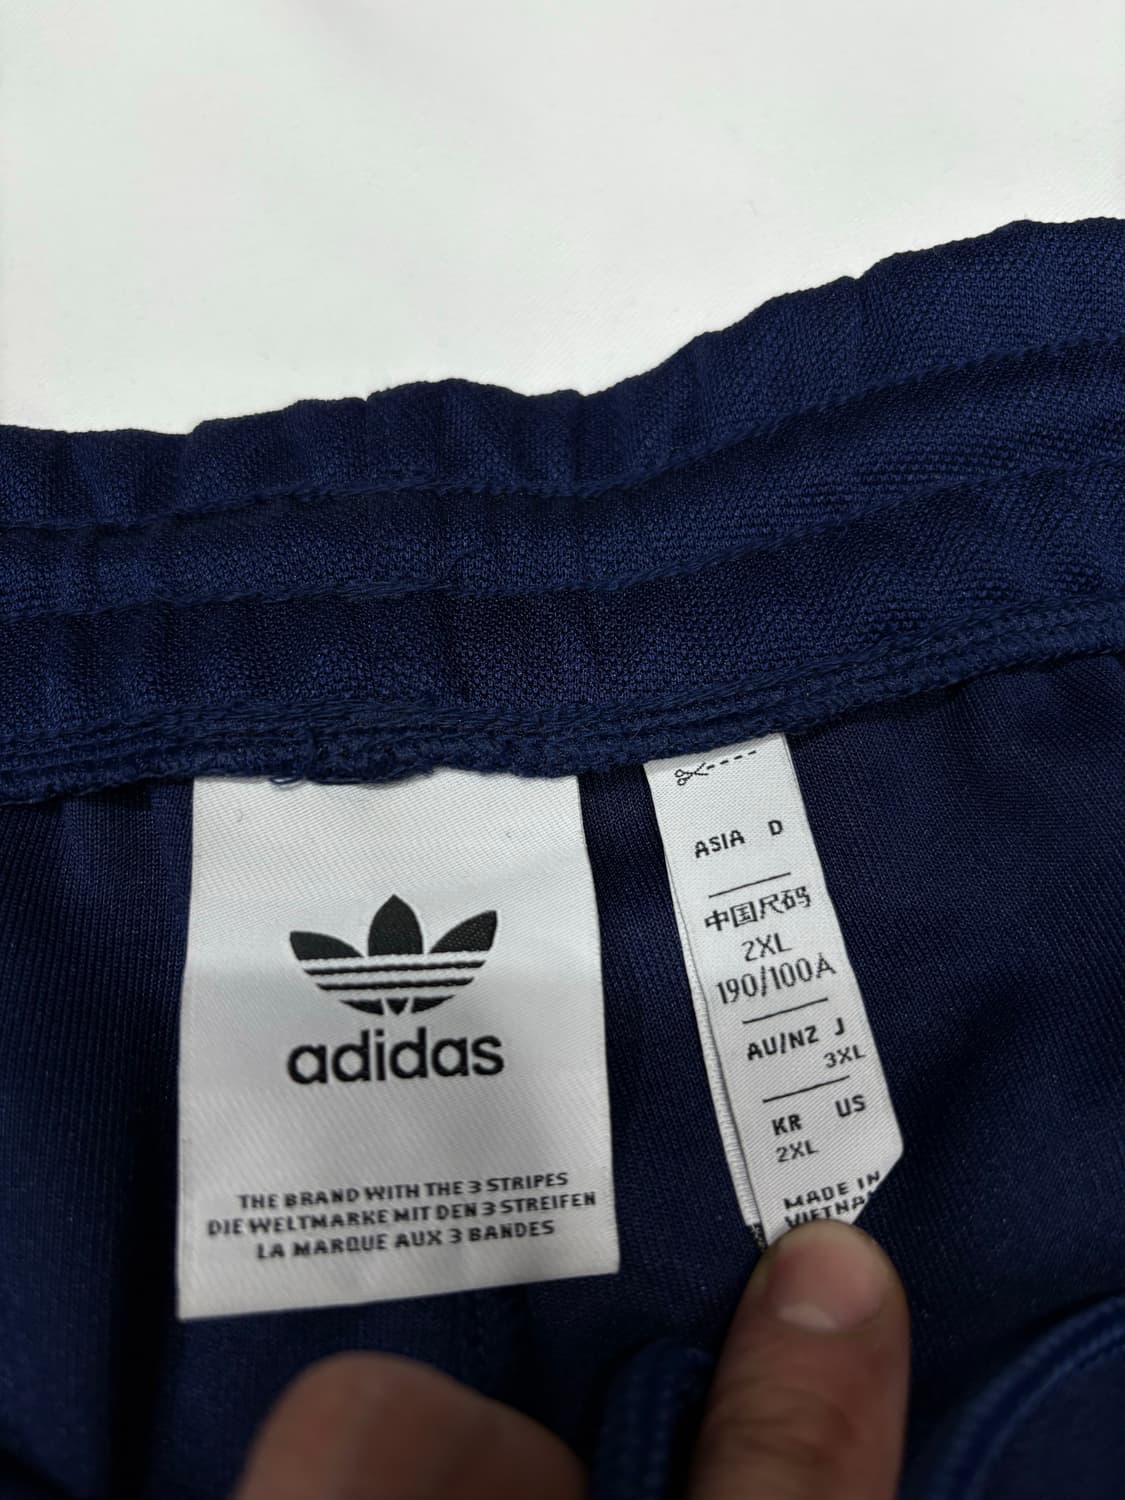 adidas
THE BRAND WITH THE 3 STRIPES
DIE WELTMARKE MIT DEN 3 STREIFEN
LA MARQUE AUX 3 BANDES
ASIA D
中国尺码
2XL
190/100A
AU/NZ J
3XL
KR US
2XL
MADE IN